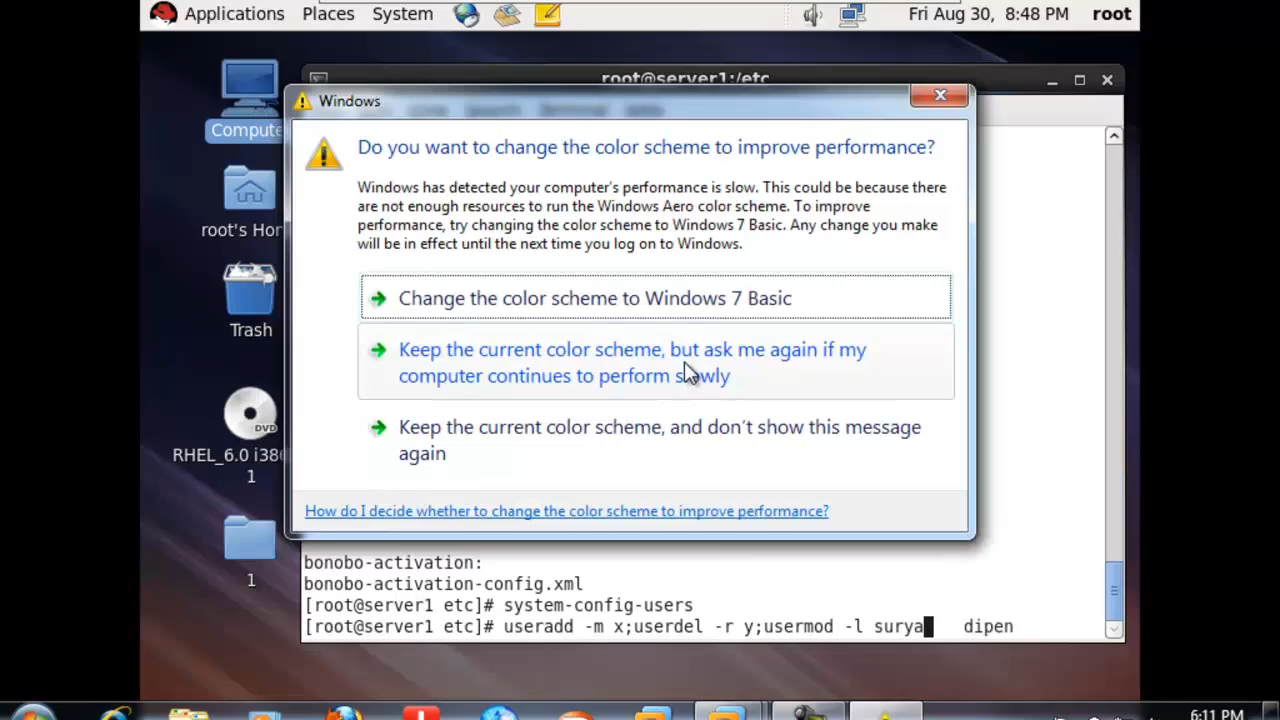 Applications Places System Fri Aug 30, 8:48 PM root
root@server1:/etc
Windows
Compute
Do you want to change the color scheme to improve performance?
Windows has detected your computer's performance is slow. This could be because there
are not enough resources to run the Windows Aero color scheme. To improve
performance, try changing the color scheme to Windows 7 Basic. Any change you make
will be in effect until the next time you log on to Windows.
root's Hor
Change the color scheme to Windows 7 Basic
Trash
Keep the current color scheme, but ask me again if my
computer continues to perform slowly
DVD
Keep the current color scheme, and don't show this message
again
RHEL_6.0 i386
1
How do I decide whether to change the color scheme to improve performance?
1
bonobo-activation:
bonobo-activation-config.xml
[root@server1 etc]# system-config-users
[root@server1 etc]# useradd -m x;userdel -r y;usermod -l surya dipen
6:11 PM